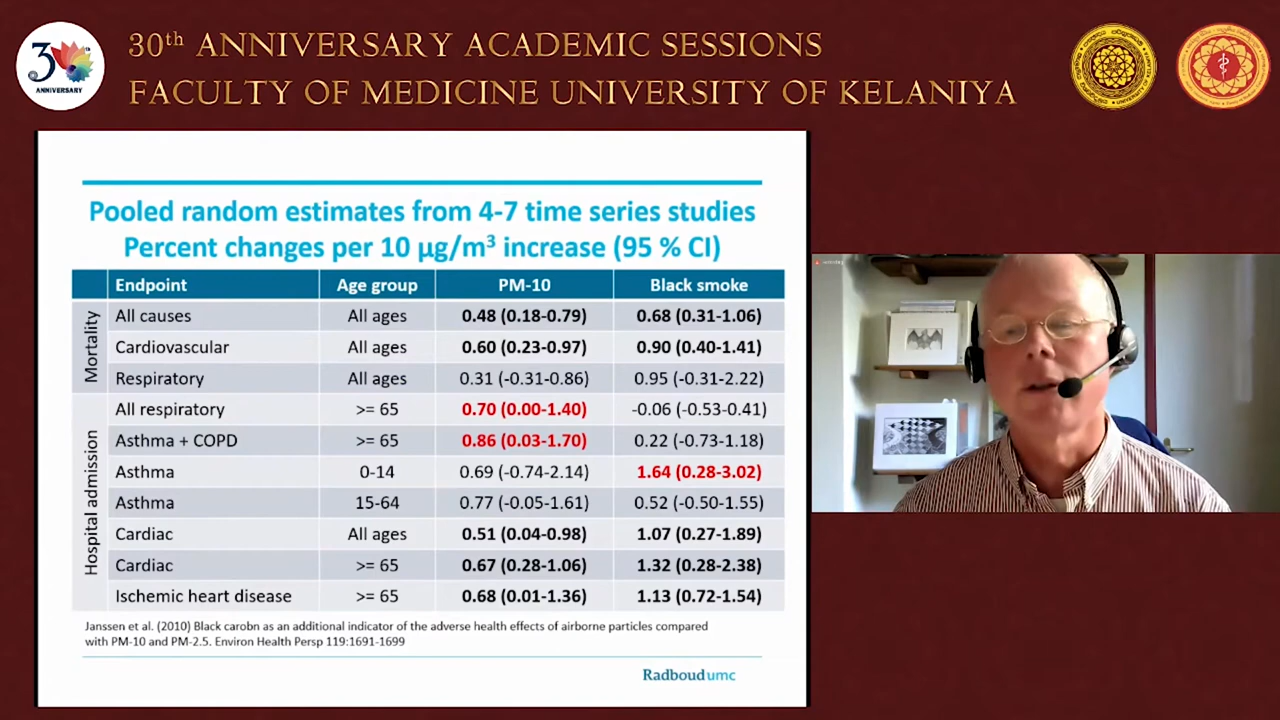 30th ANNIVERSARY ACADEMIC SESSIONS
FACULTY OF MEDICINE UNIVERSITY OF KELANIYA
30th
ANNIVERSARY
Pooled random estimates from 4-7 time series studies
Percent changes per 10 µg/m³ increase (95 % CI)
Endpoint Age group PM-10 Black smoke
Mortality
All causes All ages 0.48 (0.18-0.79) 0.68 (0.31-1.06)
Cardiovascular All ages 0.60 (0.23-0.97) 0.90 (0.40-1.41)
Respiratory All ages 0.31 (-0.31-0.86) 0.95 (-0.31-2.22)
Hospital admission
All respiratory >= 65 0.70 (0.00-1.40) -0.06 (-0.53-0.41)
Asthma + COPD >= 65 0.86 (0.03-1.70) 0.22 (-0.73-1.18)
Asthma 0-14 0.69 (-0.74-2.14) 1.64 (0.28-3.02)
Asthma 15-64 0.77 (-0.05-1.61) 0.52 (-0.50-1.55)
Cardiac All ages 0.51 (0.04-0.98) 1.07 (0.27-1.89)
Cardiac >= 65 0.67 (0.28-1.06) 1.32 (0.28-2.38)
Ischemic heart disease >= 65 0.68 (0.01-1.36) 1.13 (0.72-1.54)
Janssen et al. (2010) Black carobn as an additional indicator of the adverse health effects of airborne particles compared
with PM-10 and PM-2.5. Environ Health Persp 119:1691-1699
Radboudumc